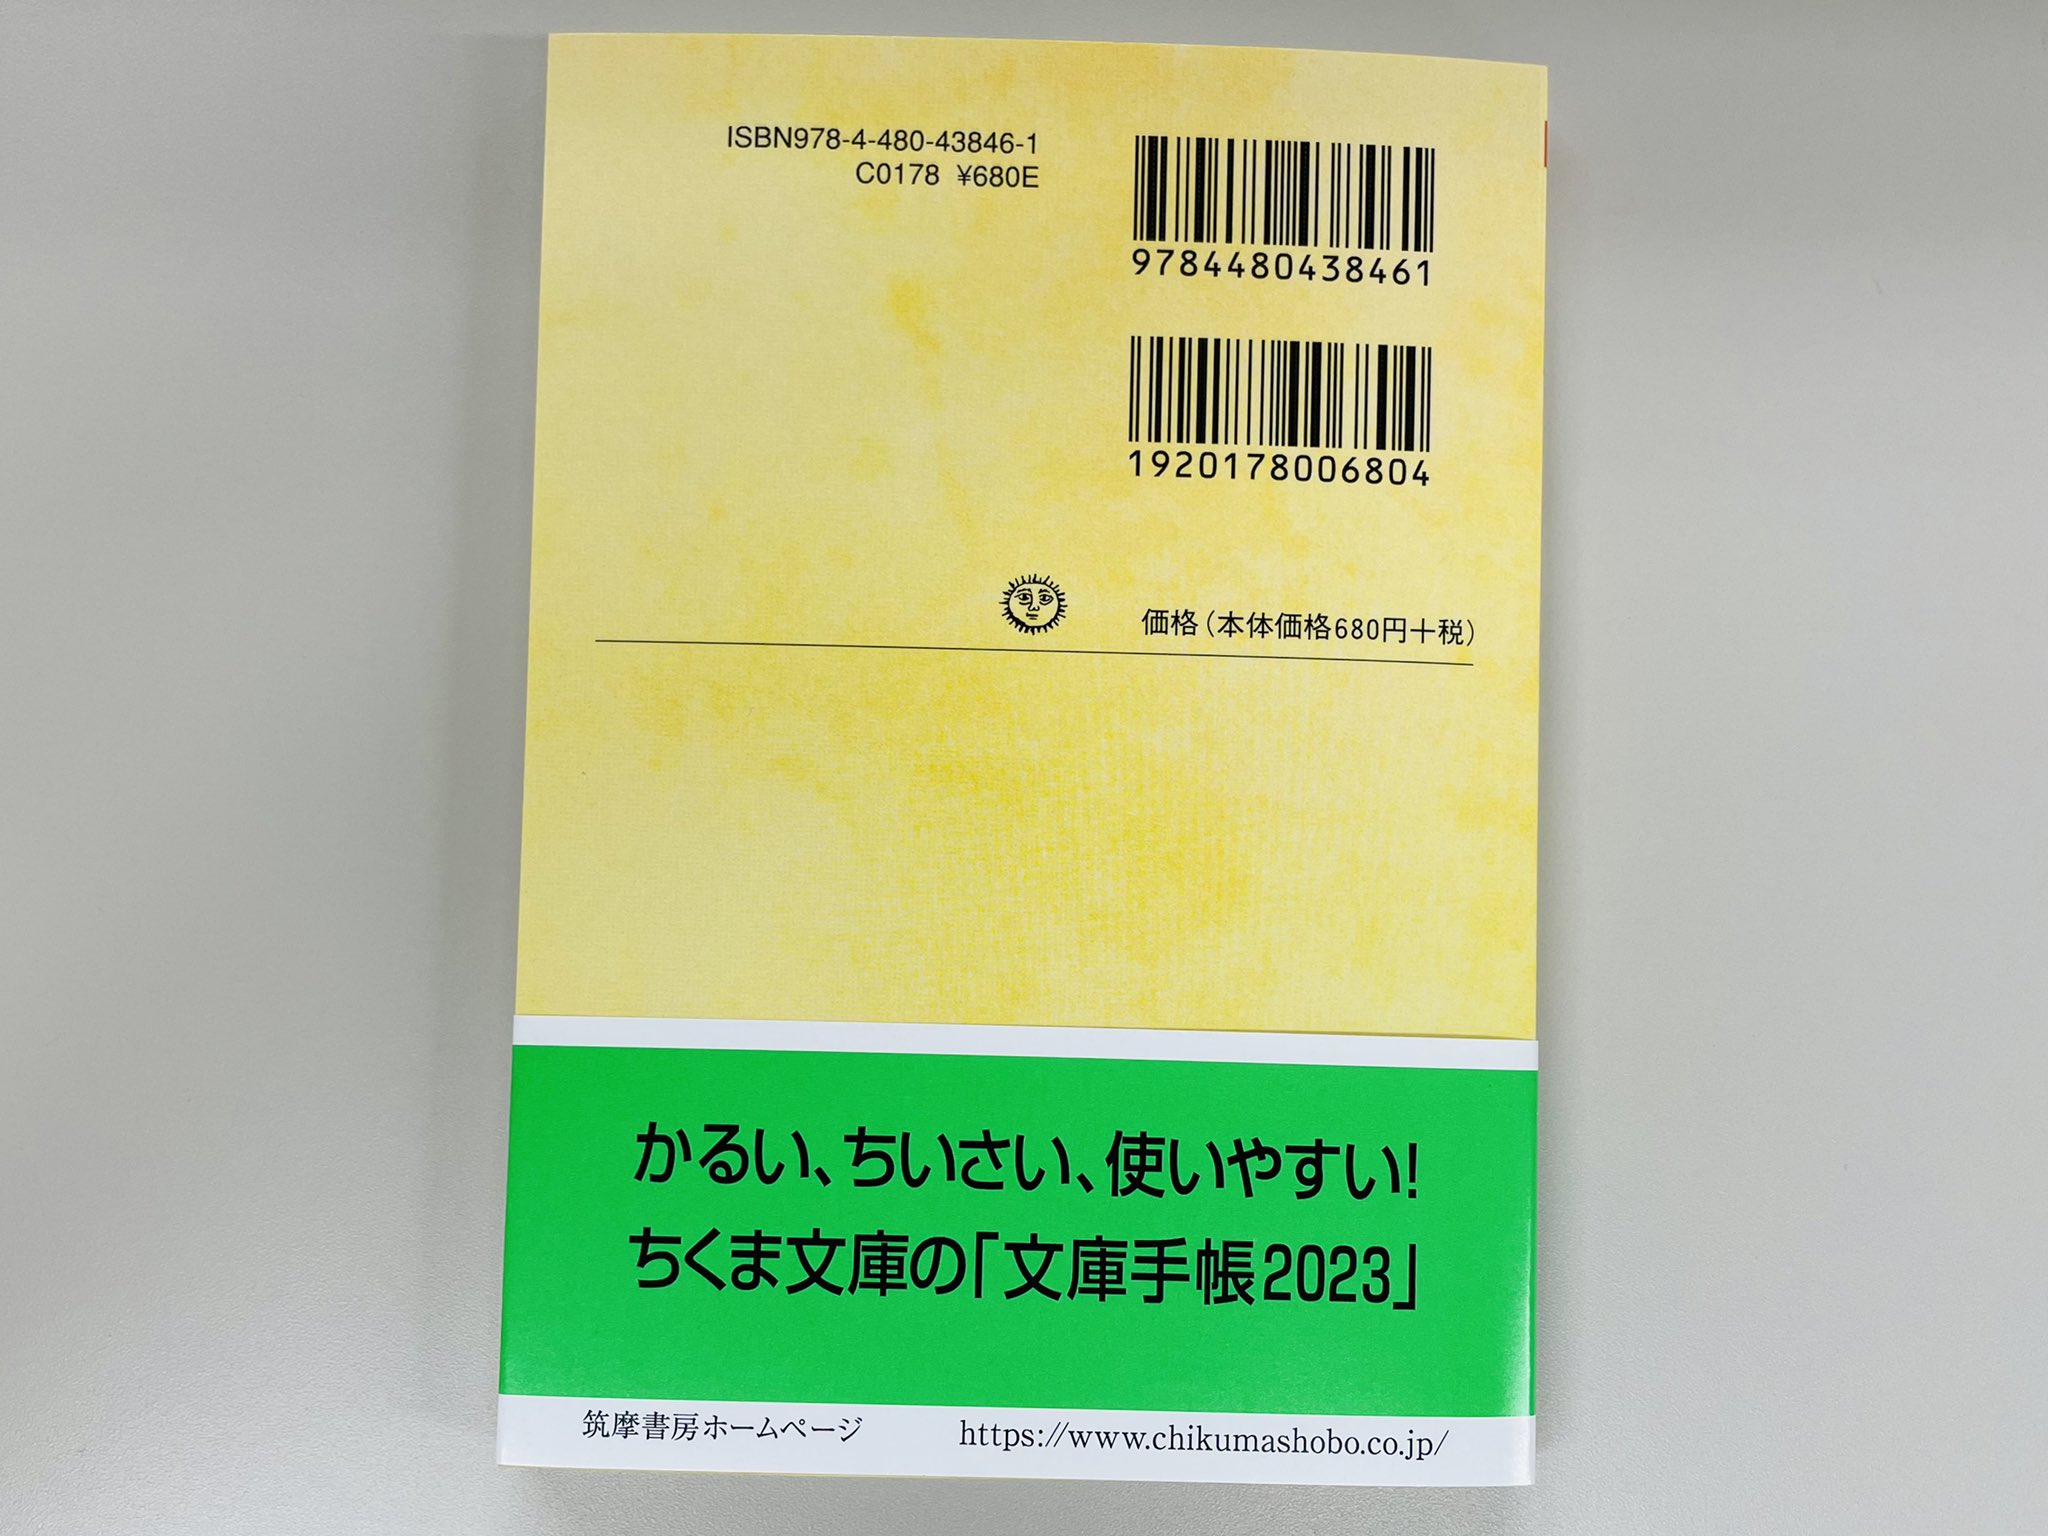 ISBN978-4-480-43846-1
C0178 ¥680E
9784480438461
1920178006804
価格（本体価格680円＋税）
かるい、ちいさい、使いやすい！
ちくま文庫の「文庫手帳2023」
筑摩書房ホームページ https://www.chikumashobo.co.jp/